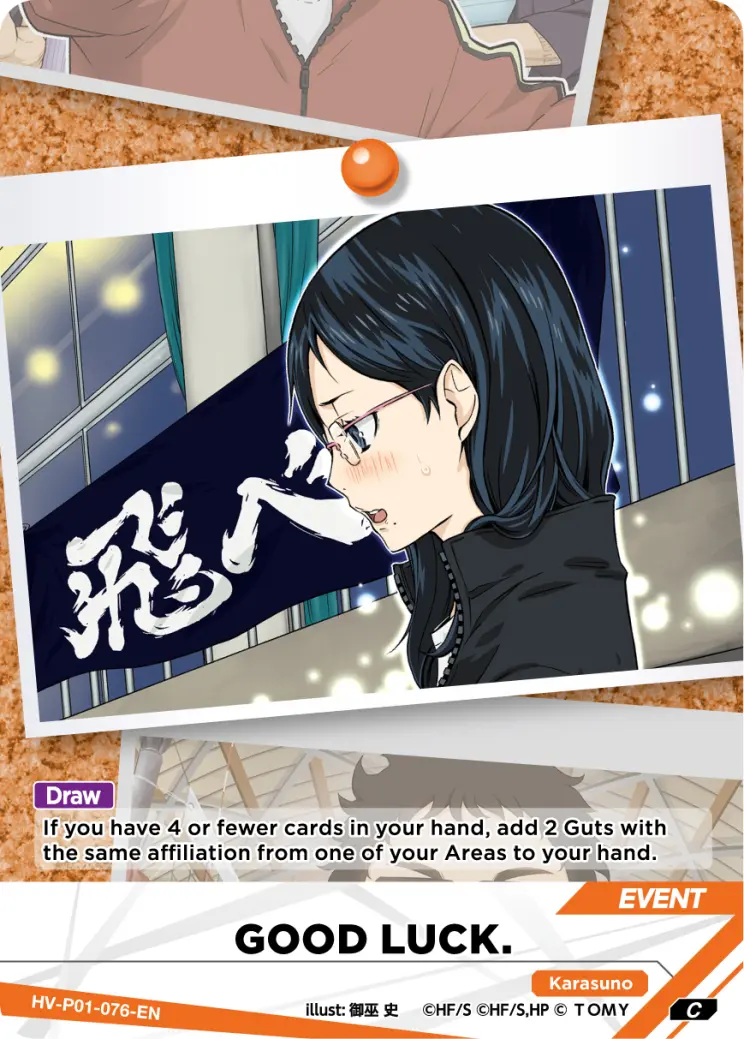 飛べ
Draw
If you have 4 or fewer cards in your hand, add 2 Guts with
the same affiliation from one of your Areas to your hand.
EVENT
GOOD LUCK.
Karasuno
HV-P01-076-EN
illust: 御巫 史 ©HF/S ©HF/S,HP © TOMY
C